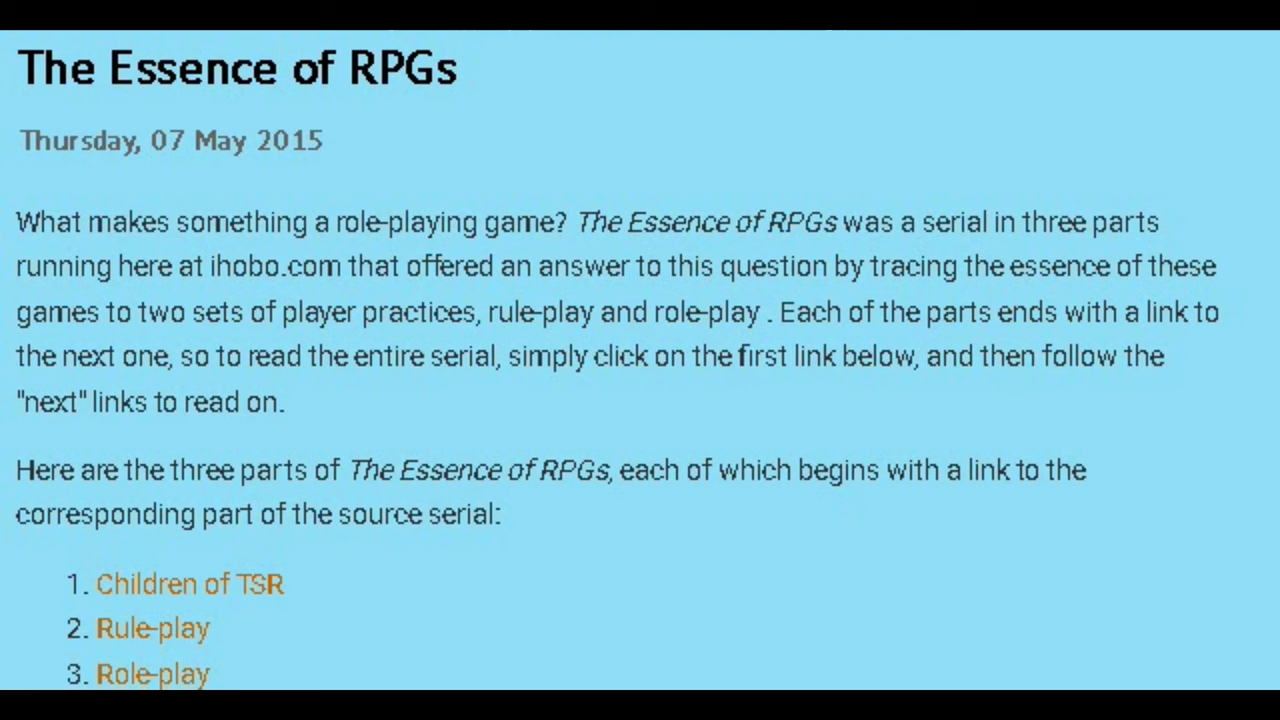 The Essence of RPGs
Thursday, 07 May 2015
What makes something a role-playing game? The Essence of RPGs was a serial in three parts
running here at ihobo.com that offered an answer to this question by tracing the essence of these
games to two sets of player practices, rule-play and role-play . Each of the parts ends with a link to
the next one, so to read the entire serial, simply click on the first link below, and then follow the
"next" links to read on.
Here are the three parts of The Essence of RPGs, each of which begins with a link to the
corresponding part of the source serial:
1. Children of TSR
2. Rule-play
3. Role-play